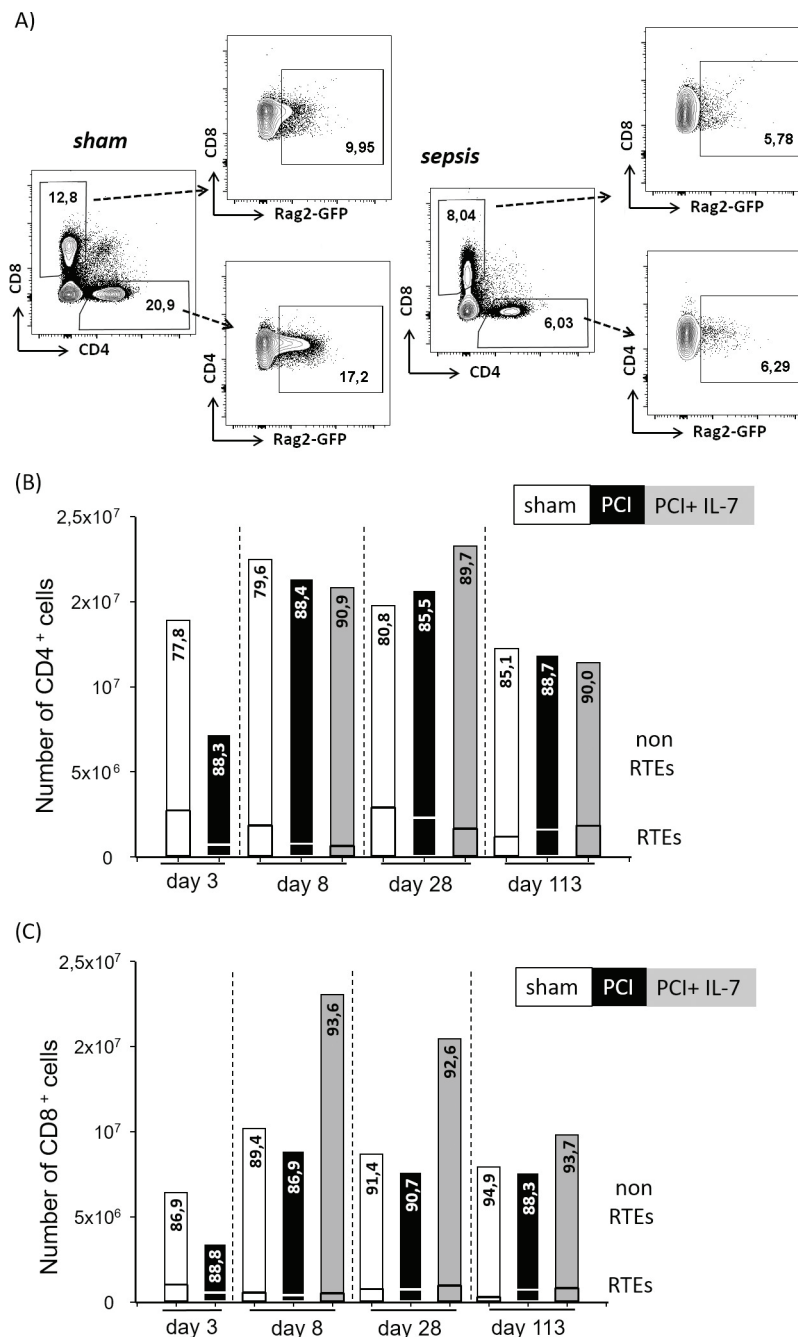 A)
sham
CD8
9,95
Rag2-GFP
12,8
CD8
20,9
CD4
CD4
17,2
Rag2-GFP
sepsis
CD8
5,78
Rag2-GFP
8,04
CD8
6,03
CD4
CD4
6,29
Rag2-GFP
(B)
sham PCI PCI+ IL-7
Number of CD4+ cells
2,5x10⁷
2x10⁷
10⁷
5x10⁶
0
77,8
88,3
79,6
88,4
90,9
80,8
85,5
89,7
85,1
88,7
90,0
non
RTEs
RTEs
day 3 day 8 day 28 day 113
(C)
sham PCI PCI+ IL-7
Number of CD8+ cells
2,5x10⁷
2x10⁷
10⁷
5x10⁶
0
86,9
88,8
89,4
86,9
93,6
91,4
90,7
92,6
94,9
88,3
93,7
non
RTEs
RTEs
day 3 day 8 day 28 day 113